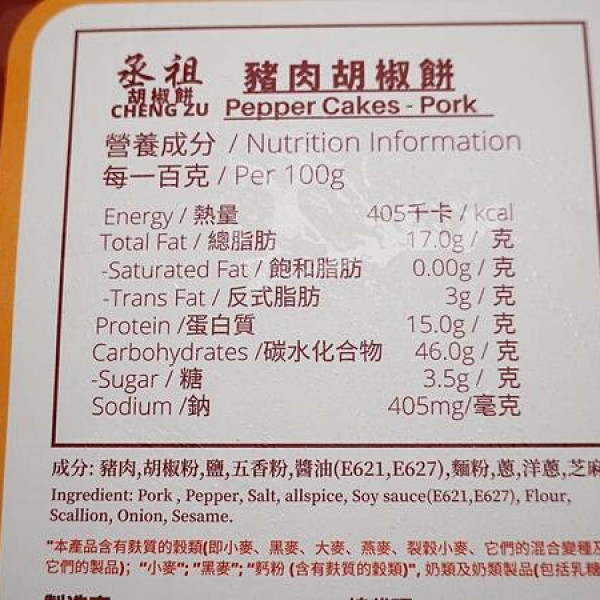 丞祖
胡椒餅
CHENG ZU
豬肉胡椒餅
Pepper Cakes - Pork
營養成分 / Nutrition Information
每一百克 / Per 100g
Energy / 熱量 405千卡 / kcal
Total Fat / 總脂肪 17.0g / 克
-Saturated Fat / 飽和脂肪 0.00g / 克
-Trans Fat / 反式脂肪 3g / 克
Protein /蛋白質 15.0g / 克
Carbohydrates /碳水化合物 46.0g / 克
-Sugar / 糖 3.5g / 克
Sodium /鈉 405mg/毫克
成分: 豬肉,胡椒粉,鹽,五香粉,醬油(E621,E627),麵粉,蔥,洋蔥,芝麻
Ingredient: Pork , Pepper, Salt, allspice, Soy sauce(E621,E627), Flour,
Scallion, Onion, Sesame.
"本產品含有麩質的穀類(即小麥、黑麥、大麥、燕麥、裂穀小麥、它們的混合變種及
它們的製品)；"小麥"；"黑麥"；"麪粉 (含有麩質的穀類)", 奶類及奶類製品(包括乳糖